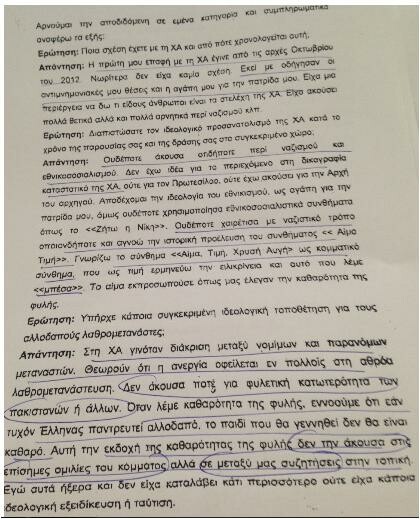 Αρνούμαι την αποδιδόμενη σε εμένα κατηγορία και συμπληρωματικά
αναφέρω τα εξής:
Ερώτηση: Ποια σχέση έχετε με τη ΧΑ και από πότε χρονολογείται αυτή;
Απάντηση: Η πρώτη μου επαφή με τη ΧΑ έγινε από τις αρχές Οκτωβρίου
του...2012. Νωρίτερα δεν είχα καμία σχέση. Εκεί με οδήγησαν οι
αντιμνημονιακές μου θέσεις και η αγάπη μου για την πατρίδα μου. Είχα μια
περιέργεια να δω τι είδους άνθρωποι είναι τα στελέχη της ΧΑ. Είχα ακούσει
πολλά θετικά αλλά και πολλά αρνητικά περί ναζισμού κλπ.
Ερώτηση: Διαπιστώσατε τον ιδεολογικό προσανατολισμό της ΧΑ κατά το
χρόνο της παρουσίας σας και της δράσης σας στο συγκεκριμένο χώρο;
Απάντηση: Ουδέποτε άκουσα οτιδήποτε περί ναζισμού και
εθνικοσοσιαλισμού. Δεν έχω ιδέα για το περιεχόμενο στη δικογραφία
καταστατικό της ΧΑ, ούτε για τον Πρωτεσίλαο, ούτε έχω ακούσει για την Αρχή
του αρχηγού. Αποδέχομαι την ιδεολογία του εθνικισμού, ως αγάπη για την
πατρίδα μου, όμως ουδέποτε χρησιμοποίησα εθνικοσοσιαλιστικά συνθήματα
όπως το <<Ζήτω η Νίκη>>. Ουδέποτε χαιρέτισα με ναζιστικό τρόπο
οποιονδήποτε και αγνοώ την ιστορική προέλευση του συνθήματος << Αίμο
Τιμή>>. Γνωρίζω το σύνθημα <<Αίμα, Τιμή, Χρυσή Αυγή> ως κομματικό
σύνθημα, που ως τιμή ερμηνεύω την ειλικρίνεια και αυτό που λέμε
<<μπέσα>>. Το αίμα εκπροσωπούσε όπως μας έλεγαν την καθαρότητα της
φυλής.
Ερώτηση: Υπήρχε κάποια συγκεκριμένη ιδεολογική τοποθέτηση για τους
αλλοδαπούς λαθρομετανάστες;
Απάντηση: Στη ΧΑ γινόταν διάκριση μεταξύ νομίμων και παρανόμων
μεταναστών. Θεωρούν ότι η ανεργία οφείλεται εν πολλοίς στη αθρόα
λαθρομετανάστευση. Δεν άκουσα ποτέ για φυλετική κατωτερότητα των
πακιστανών ή άλλων. Όταν λέμε καθαρότητα της φυλής, εννοούμε ότι εάν
τυχόν Έλληνας παντρευτεί αλλοδαπό, το παιδί που θα γεννηθεί δεν θα είναι
καθαρό. Αυτή την εκδοχή της καθαρότητας της φυλής δεν την άκουσα στις
επίσημες ομιλίες του κόμματος αλλά σε μεταξύ μας συζητήσεις στην τοπική.
Εγώ αυτά ήξερα και δεν είχα καταλάβει κάτι περισσότερο ούτε είχα κάποια
ιδεολογική εξειδίκευση ή ταύτιση.